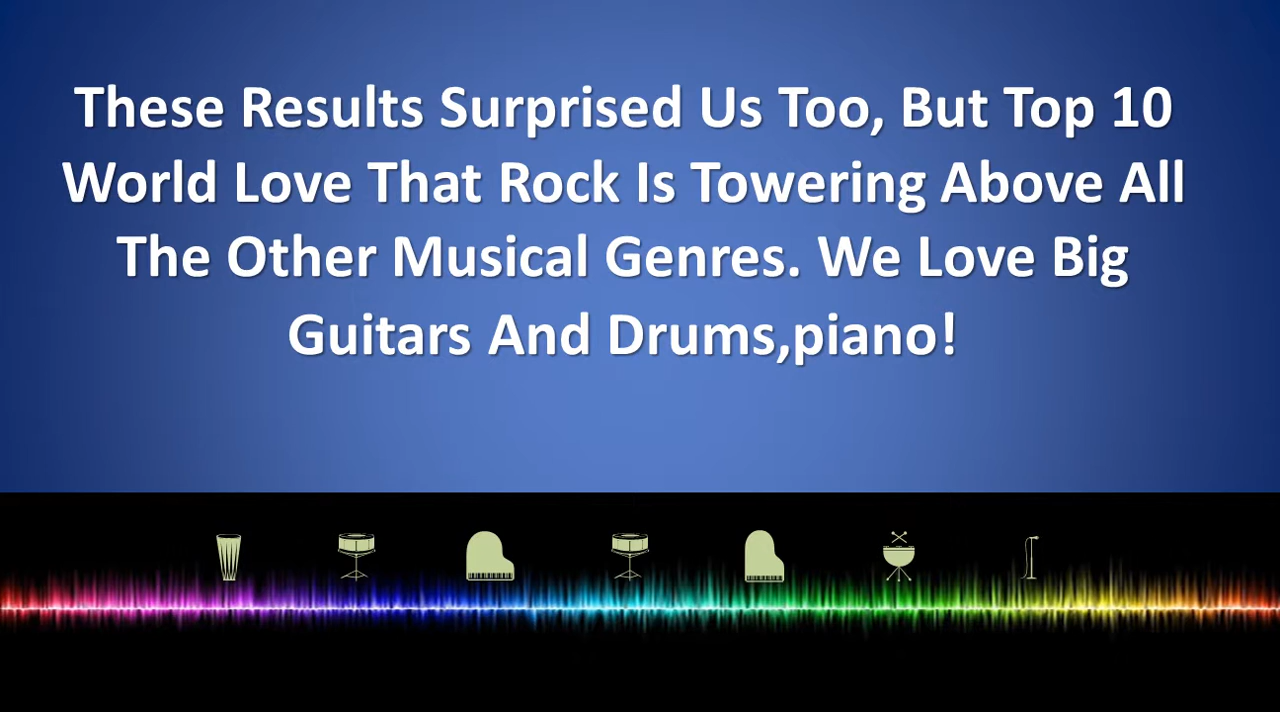 These Results Surprised Us Too, But Top 10
World Love That Rock Is Towering Above All
The Other Musical Genres. We Love Big
Guitars And Drums,piano!